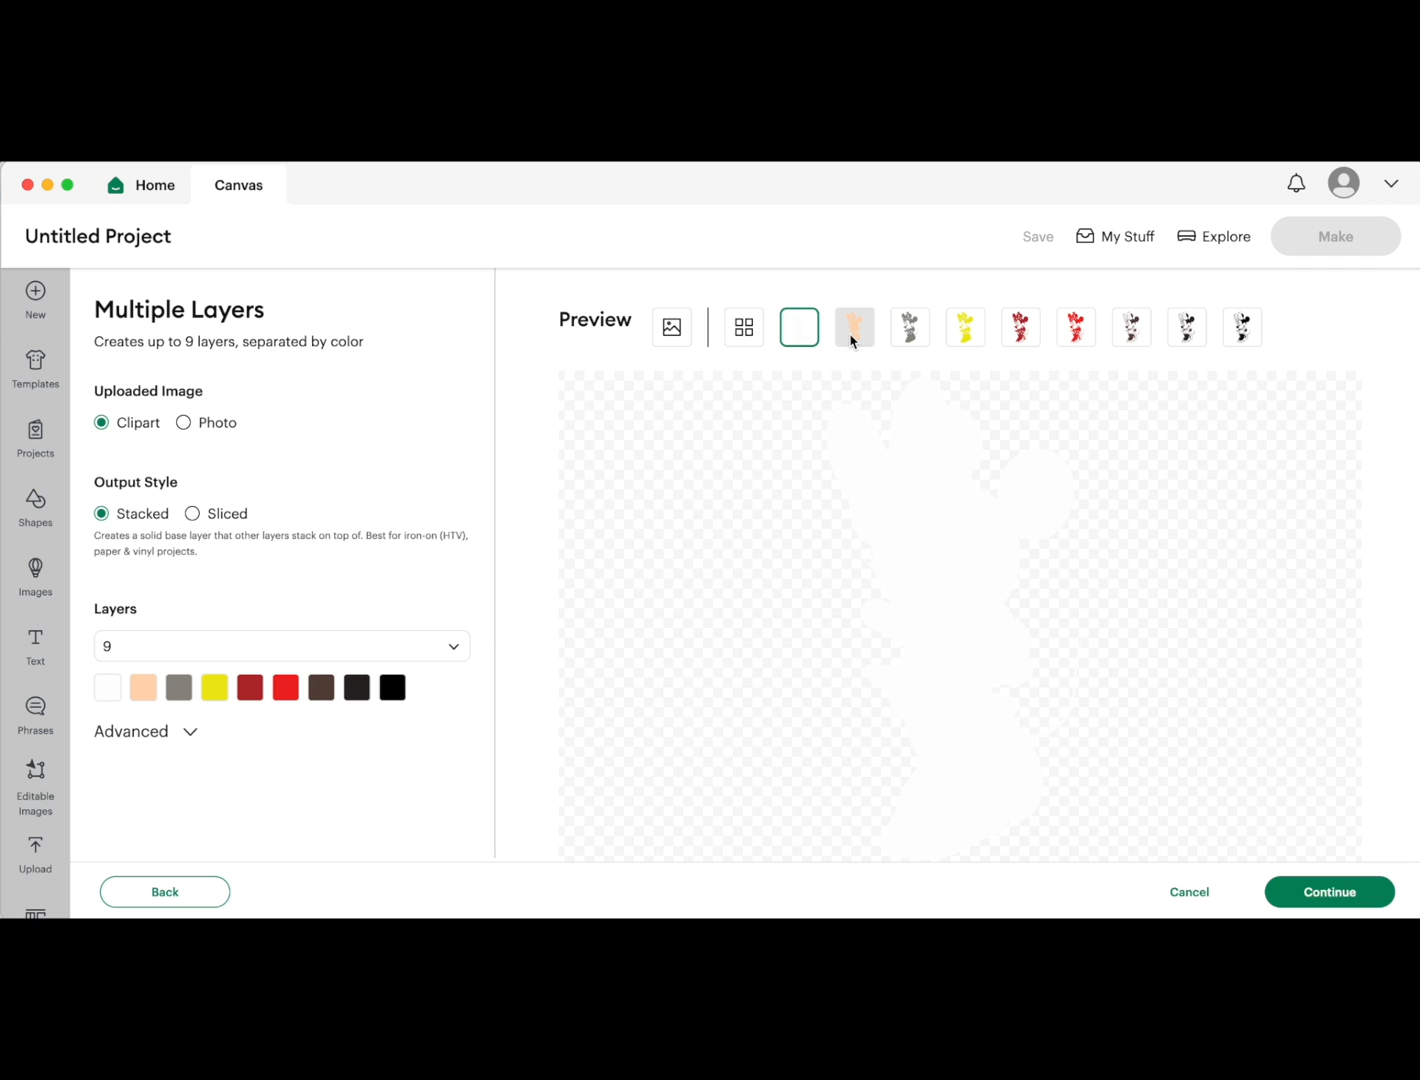 Home
Canvas
Untitled Project
Save
My Stuff
Explore
Make
New
Templates
Projects
Shapes
Images
Text
Phrases
Editable
Images
Upload
Multiple Layers
Creates up to 9 layers, separated by color
Uploaded Image
Clipart
Photo
Output Style
Stacked
Sliced
Creates a solid base layer that other layers stack on top of. Best for iron-on (HTV),
paper & vinyl projects.
Layers
9
Advanced
Preview
Back
Cancel
Continue